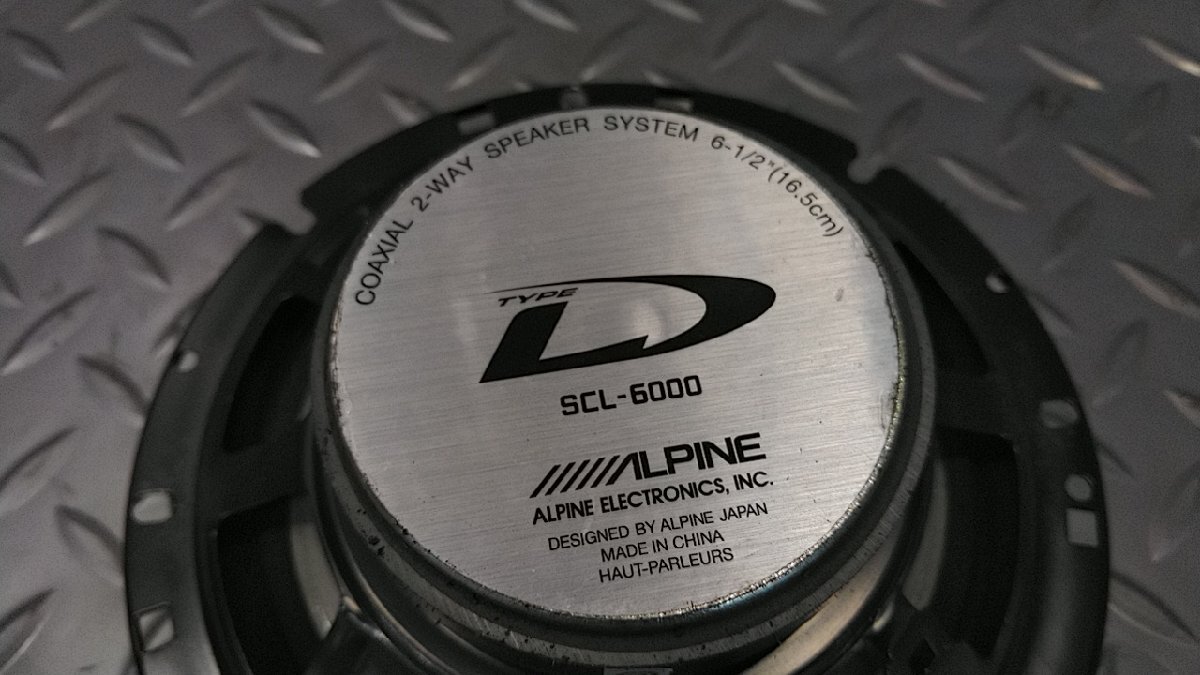 COAXIAL 2-WAY SPEAKER SYSTEM 6-1/2"(16.5cm)
TYPE D
SCL-6000
ALPINE
ALPINE ELECTRONICS, INC.
DESIGNED BY ALPINE JAPAN
MADE IN CHINA
HAUT-PARLEURS